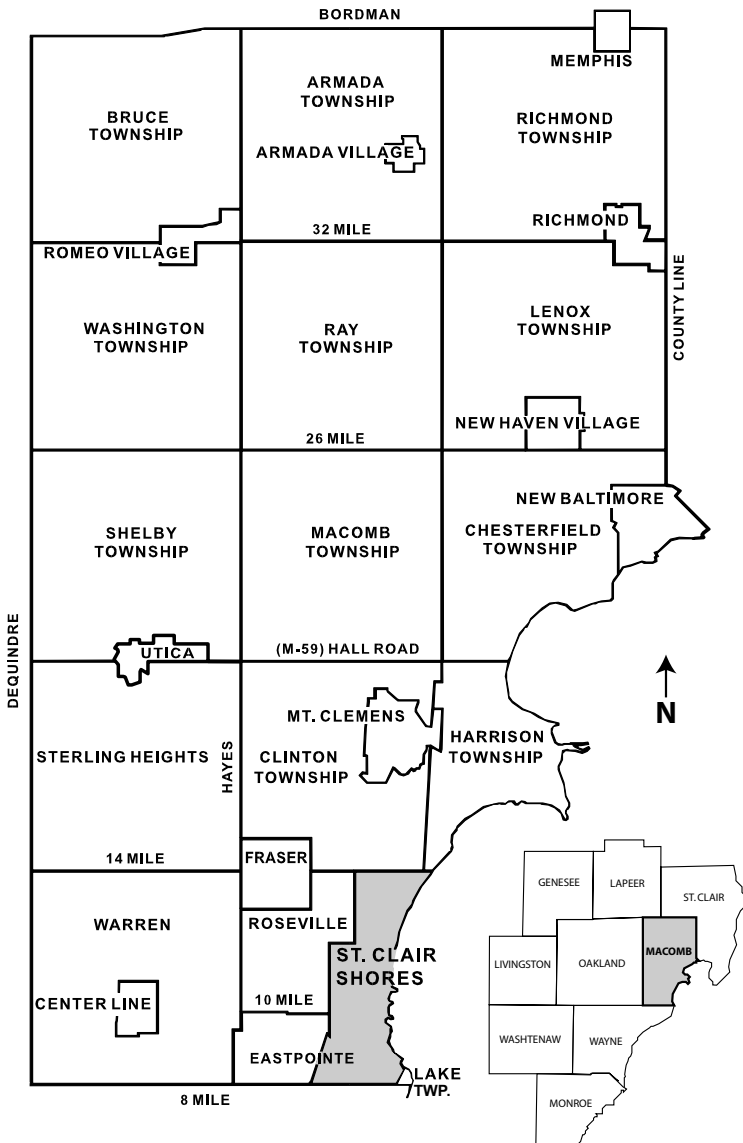 BORDMAN
MEMPHIS
ARMADA
TOWNSHIP
BRUCE
TOWNSHIP
RICHMOND
TOWNSHIP
ARMADA VILLAGE
RICHMOND
32 MILE
ROMEO VILLAGE
COUNTY LINE
WASHINGTON
TOWNSHIP
RAY
TOWNSHIP
LENOX
TOWNSHIP
NEW HAVEN VILLAGE
26 MILE
NEW BALTIMORE
SHELBY
TOWNSHIP
MACOMB
TOWNSHIP
CHESTERFIELD
TOWNSHIP
DEQUINDRE
UTICA
(M-59) HALL ROAD
N
MT. CLEMENS
STERLING HEIGHTS
HAYES
CLINTON
TOWNSHIP
HARRISON
TOWNSHIP
14 MILE
FRASER
WARREN
ROSEVILLE
ST. CLAIR
SHORES
CENTER LINE
10 MILE
EASTPOINTE
LAKE
TWP.
8 MILE
GENESEE
LAPEER
ST. CLAIR
LIVINGSTON
OAKLAND
MACOMB
WASHTENAW
WAYNE
MONROE